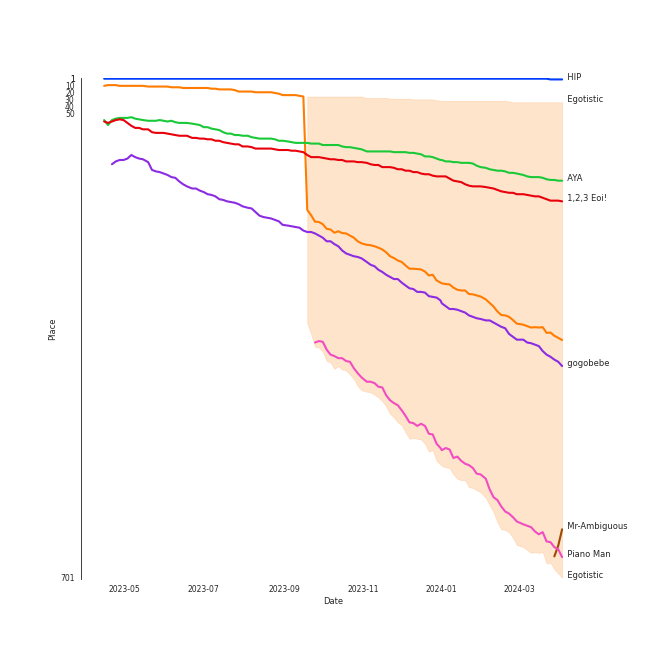 1
10
20
30
40
50
701
Place
HIP
Egotistic
AYA
1,2,3 Eoi!
gogobebe
Mr-Ambiguous
Piano Man
Egotistic
2023-05 2023-07 2023-09 2023-11 2024-01 2024-03
Date